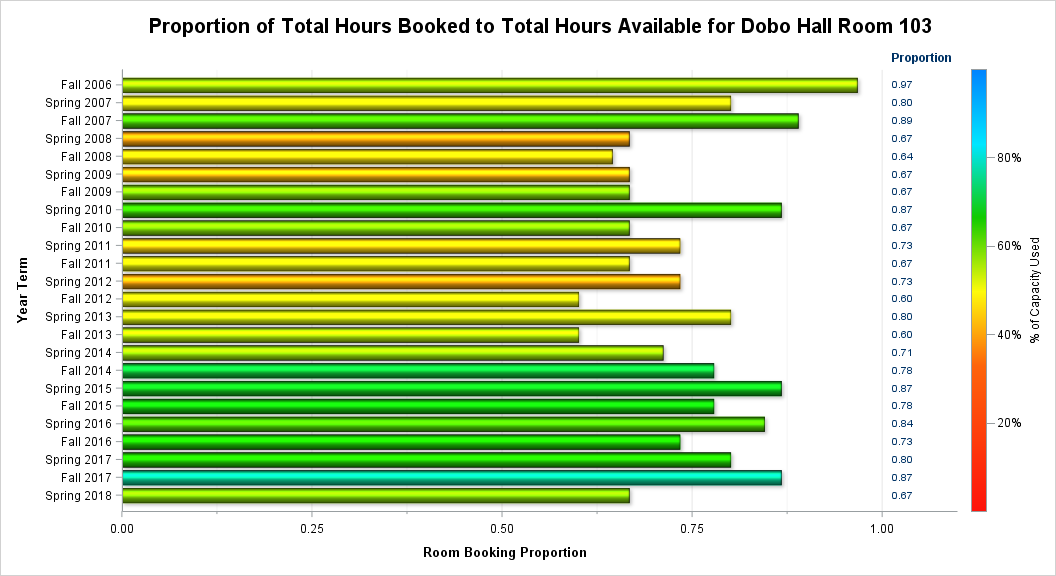 Proportion of Total Hours Booked to Total Hours Available for Dobo Hall Room 103
Proportion
Fall 2006 0.97
Spring 2007 0.80
Fall 2007 0.89
Spring 2008 0.67
Fall 2008 0.64
Spring 2009 0.67
Fall 2009 0.67
Spring 2010 0.87
Fall 2010 0.67
Spring 2011 0.73
Fall 2011 0.67
Spring 2012 0.73
Fall 2012 0.60
Spring 2013 0.80
Fall 2013 0.60
Spring 2014 0.71
Fall 2014 0.78
Spring 2015 0.87
Fall 2015 0.78
Spring 2016 0.84
Fall 2016 0.73
Spring 2017 0.80
Fall 2017 0.87
Spring 2018 0.67
Year Term
80%
60%
40%
20%
% of Capacity Used
0.00 0.25 0.50 0.75 1.00
Room Booking Proportion